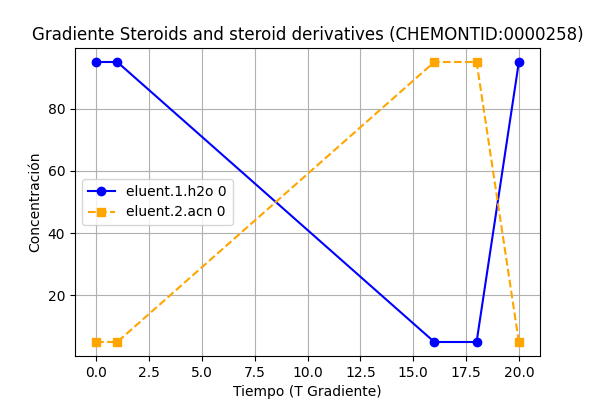 Gradiente Steroids and steroid derivatives (CHEMONTID:0000258)
80
60
40
20
Concentración
eluent.1.h2o 0
eluent.2.acn 0
0.0 2.5 5.0 7.5 10.0 12.5 15.0 17.5 20.0
Tiempo (T Gradiente)